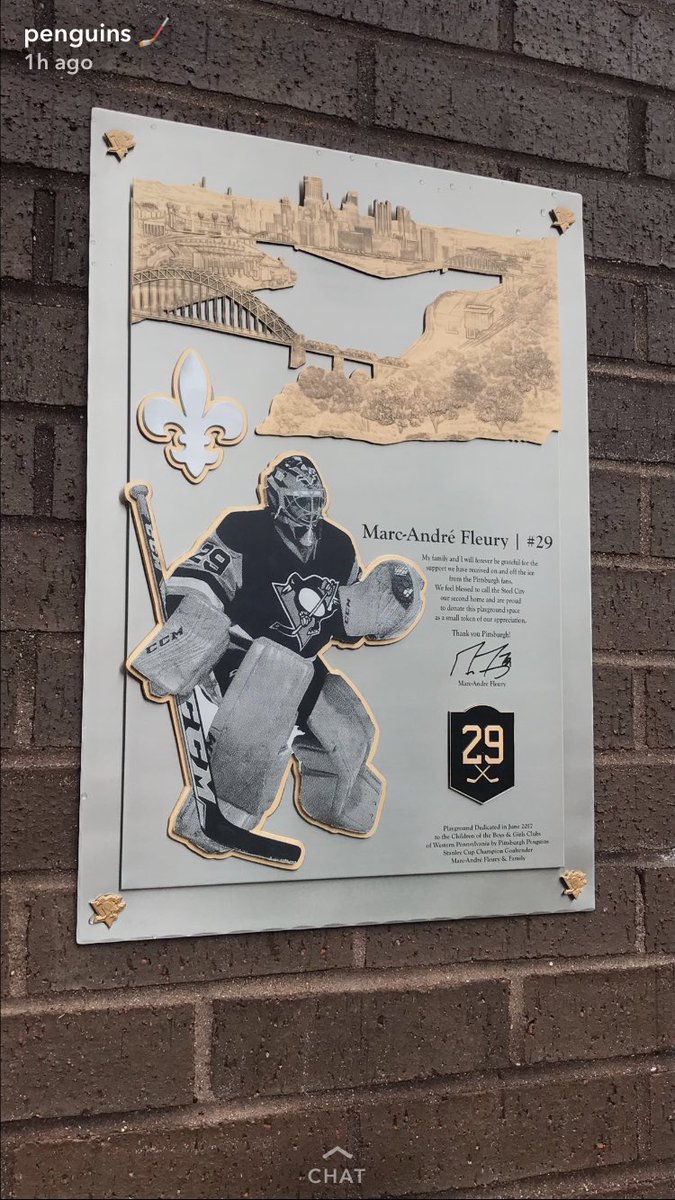 penguins
1h ago
29
CCM
CCM
CCM
Marc-André Fleury | #29
My family and I will forever be grateful for the
support we have received on and off the ice
from the Pittsburgh fans.
We feel blessed to call the Steel City
our second home and are proud
to donate this playground space
as a small token of our appreciation.
Thank you Pittsburgh!
Marc-André Fleury
29
Playground Dedicated in June 2017
to the Children of the Boys & Girls Clubs
of Western Pennsylvania by Pittsburgh Penguins
Stanley Cup Champion Goaltender
Marc-André Fleury & Family
CHAT